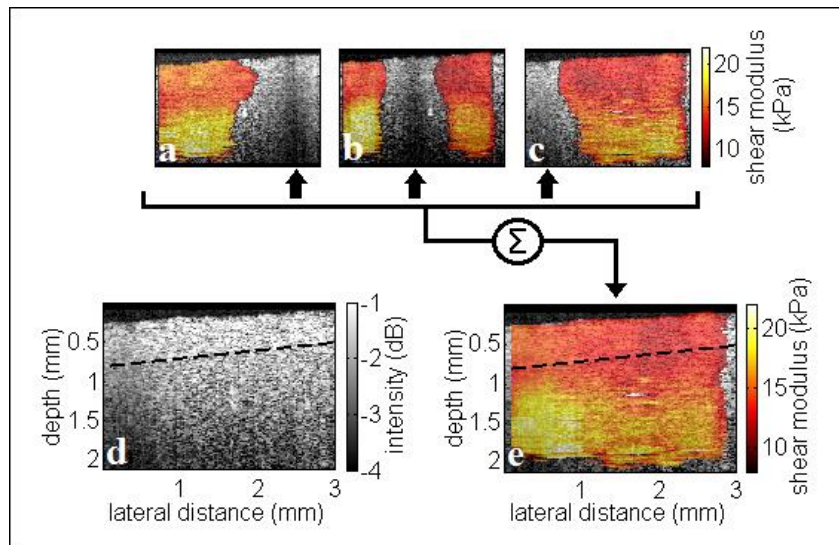 a
b
c
20
15
10
shear modulus
(kPa)
Σ
0.5
1
1.5
2
depth (mm)
d
1
2
3
lateral distance (mm)
-1
-2
-3
-4
intensity (dB)
0.5
1
1.5
2
depth (mm)
e
1
2
3
lateral distance (mm)
20
15
10
shear modulus (kPa)